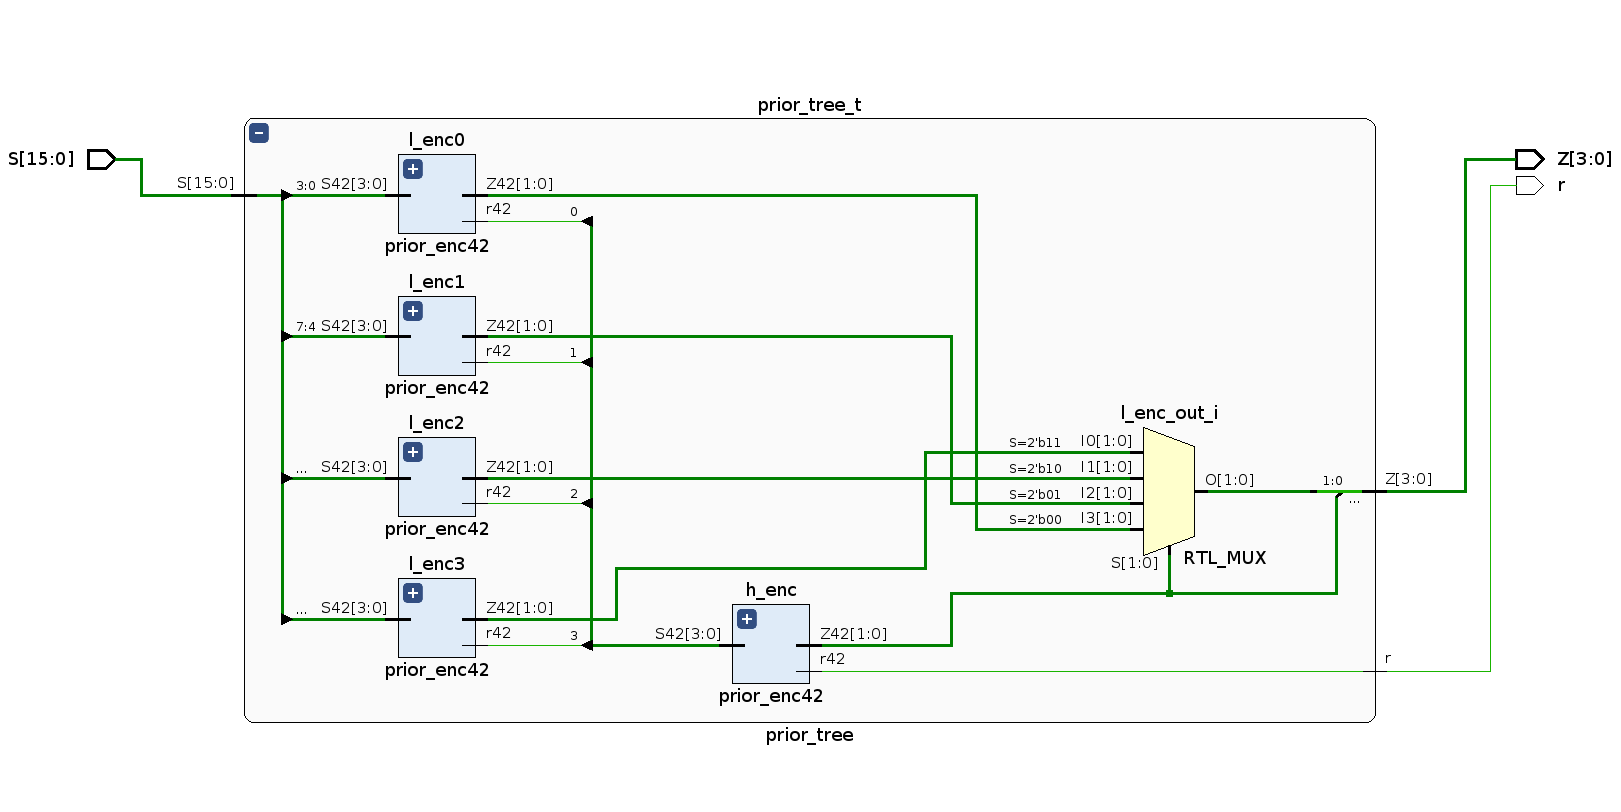 prior_tree_t
S[15:0]
S[15:0]
l_enc0
3:0 S42[3:0]
Z42[1:0]
r42
0
prior_enc42
l_enc1
7:4 S42[3:0]
Z42[1:0]
r42
1
prior_enc42
l_enc2
... S42[3:0]
Z42[1:0]
r42
2
prior_enc42
l_enc3
... S42[3:0]
Z42[1:0]
r42
3
prior_enc42
h_enc
S42[3:0]
Z42[1:0]
r42
prior_enc42
l_enc_out_i
S=2'b11 I0[1:0]
S=2'b10 I1[1:0]
S=2'b01 I2[1:0]
S=2'b00 I3[1:0]
S[1:0]
O[1:0]
RTL_MUX
1:0
...
Z[3:0]
r
Z[3:0]
r
prior_tree